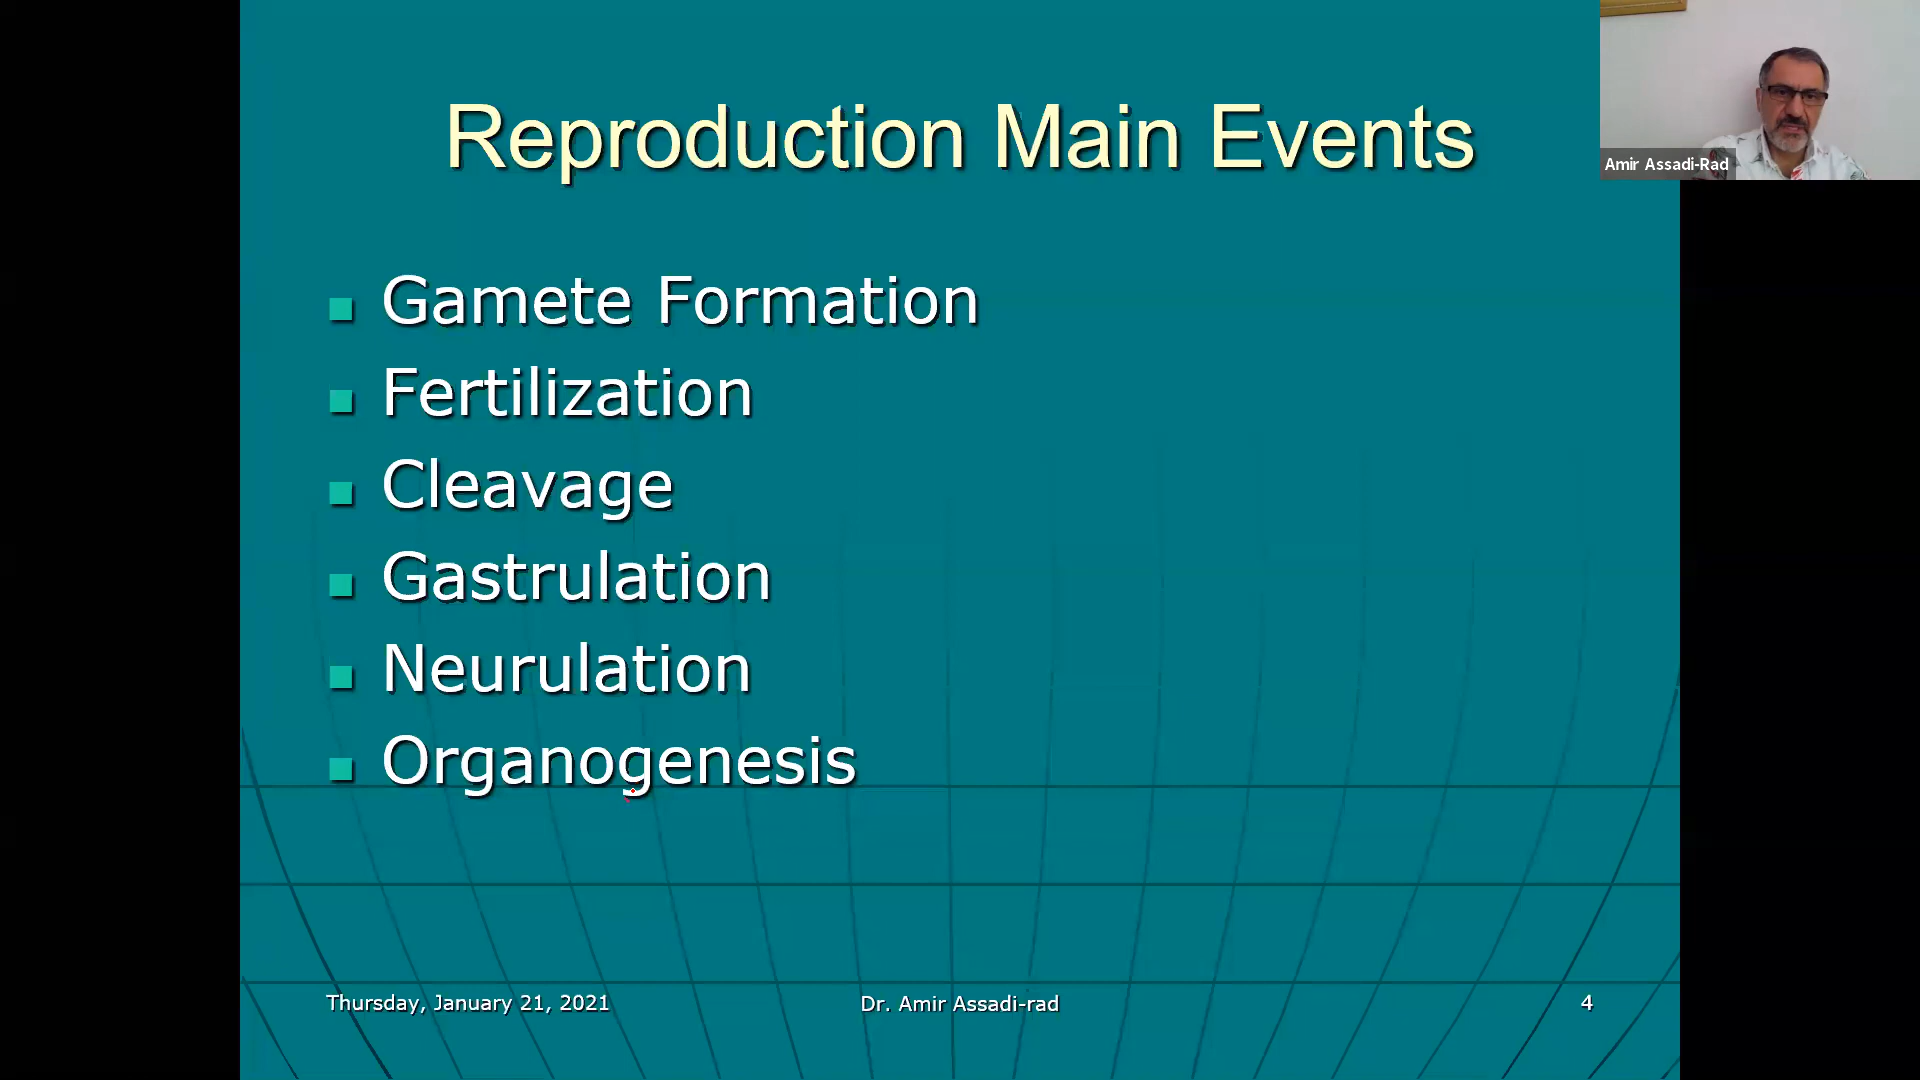 Reproduction Main Events
Amir Assadi-Rad
Gamete Formation
Fertilization
Cleavage
Gastrulation
Neurulation
Organogenesis
Thursday, January 21, 2021
Dr. Amir Assadi-rad
4